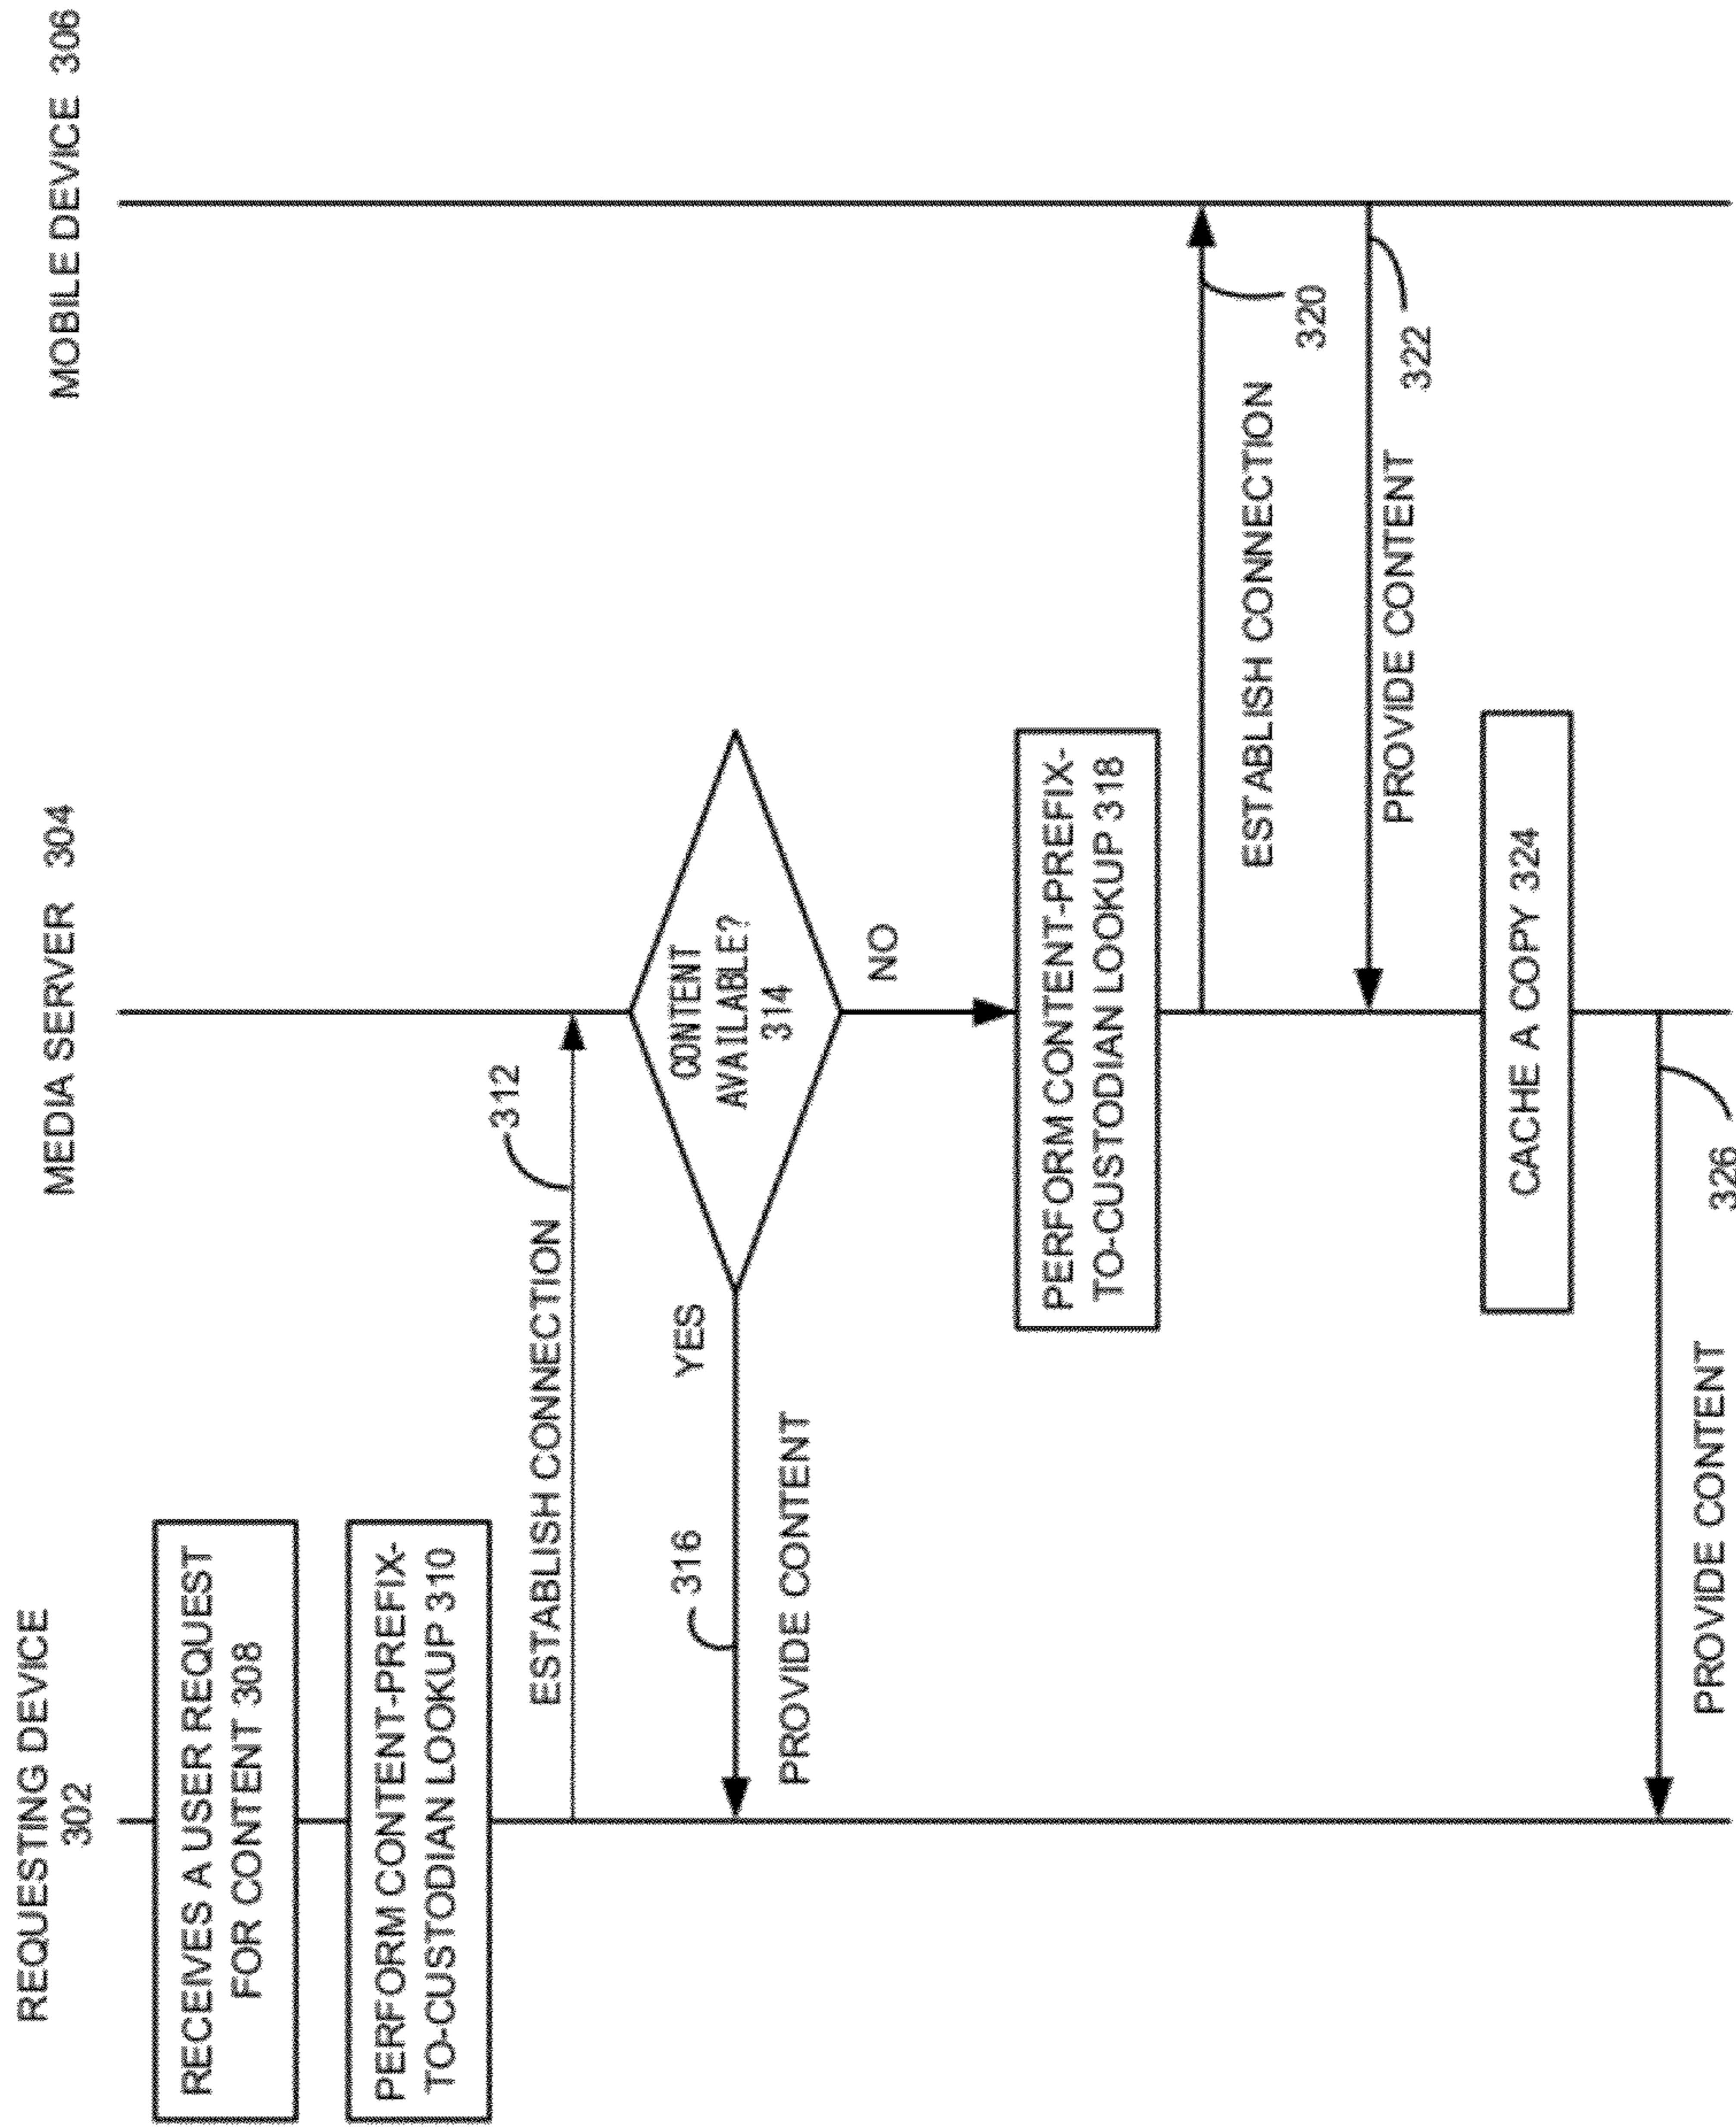 REQUESTING DEVICE
302
MEDIA SERVER 304
MOBILE DEVICE 306
RECEIVES A USER REQUEST
FOR CONTENT 308
PERFORM CONTENT-PREFIX-
TO-CUSTODIAN LOOKUP 310
ESTABLISH CONNECTION
312
CONTENT
AVAILABLE?
314
YES
316
PROVIDE CONTENT
NO
PERFORM CONTENT-PREFIX-
TO-CUSTODIAN LOOKUP 318
320
ESTABLISH CONNECTION
PROVIDE CONTENT
322
CACHE A COPY 324
PROVIDE CONTENT
326